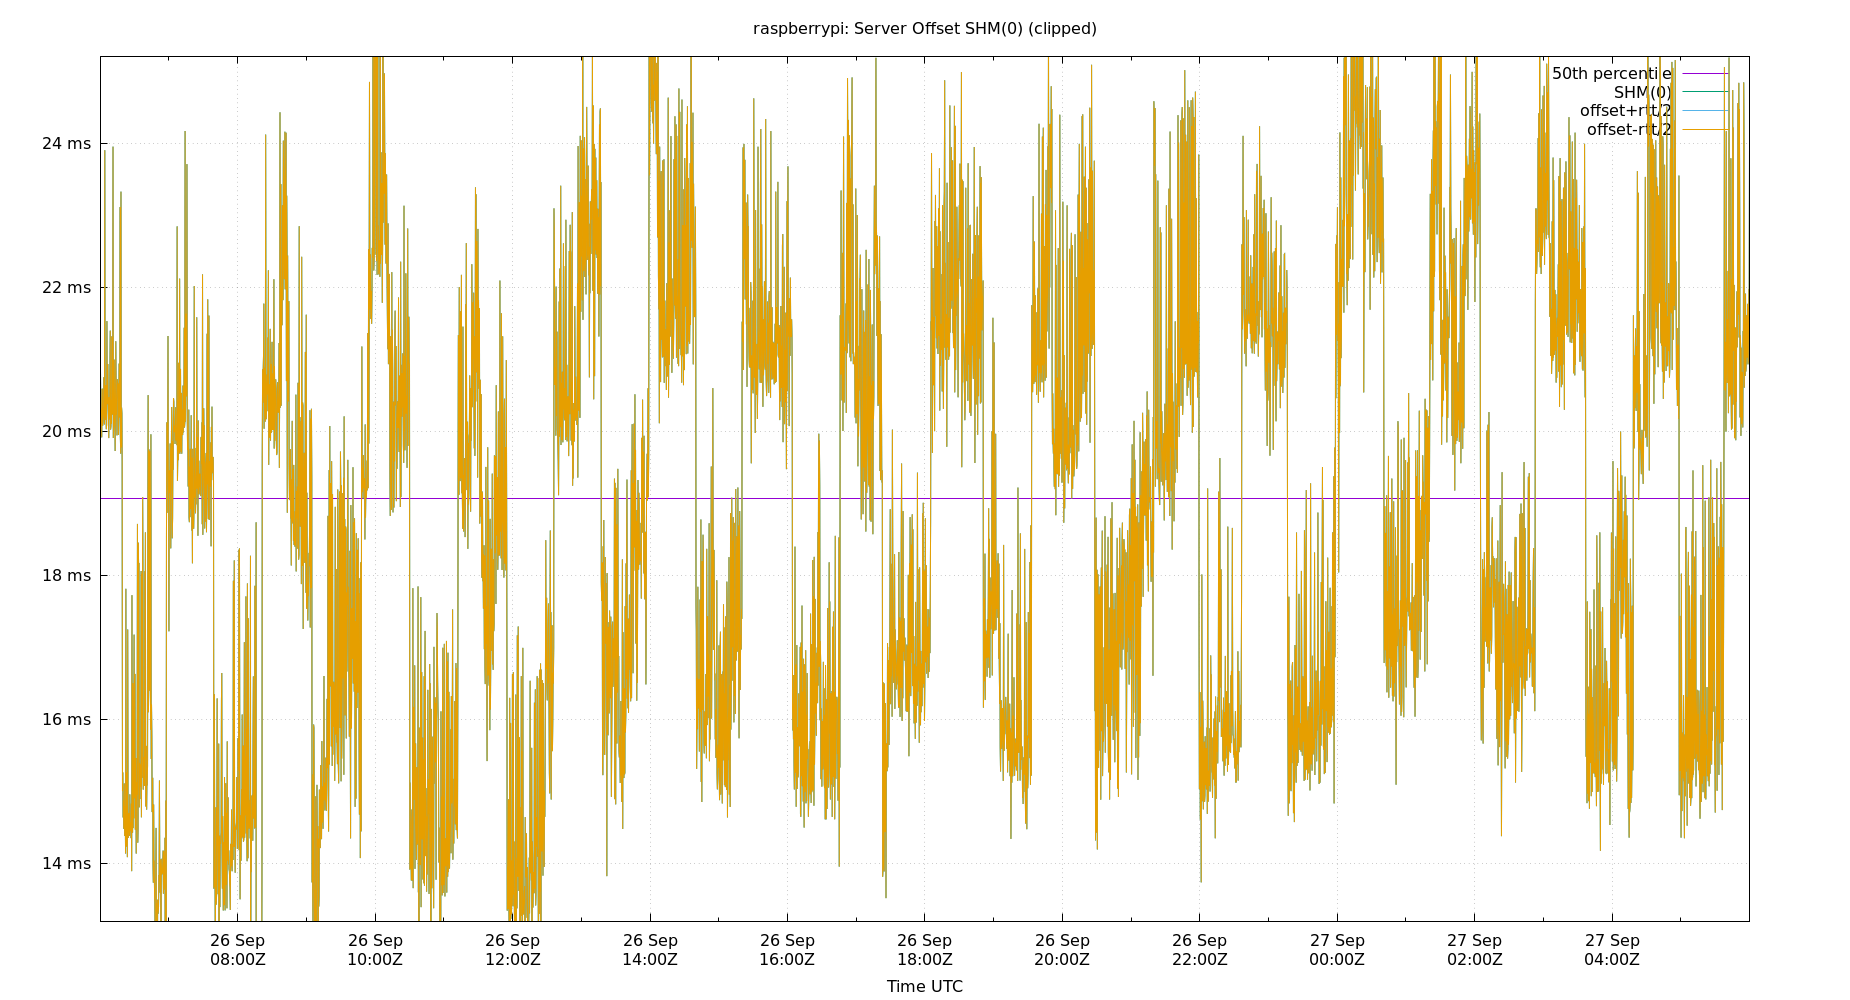 raspberrypi: Server Offset SHM(0) (clipped)
50th percentile
SHM(0)
offset+rtt/2
offset-rtt/2
24 ms
22 ms
20 ms
18 ms
16 ms
14 ms
26 Sep 26 Sep 26 Sep 26 Sep 26 Sep 26 Sep 26 Sep 26 Sep 27 Sep 27 Sep 27 Sep
08:00Z 10:00Z 12:00Z 14:00Z 16:00Z 18:00Z 20:00Z 22:00Z 00:00Z 02:00Z 04:00Z
Time UTC